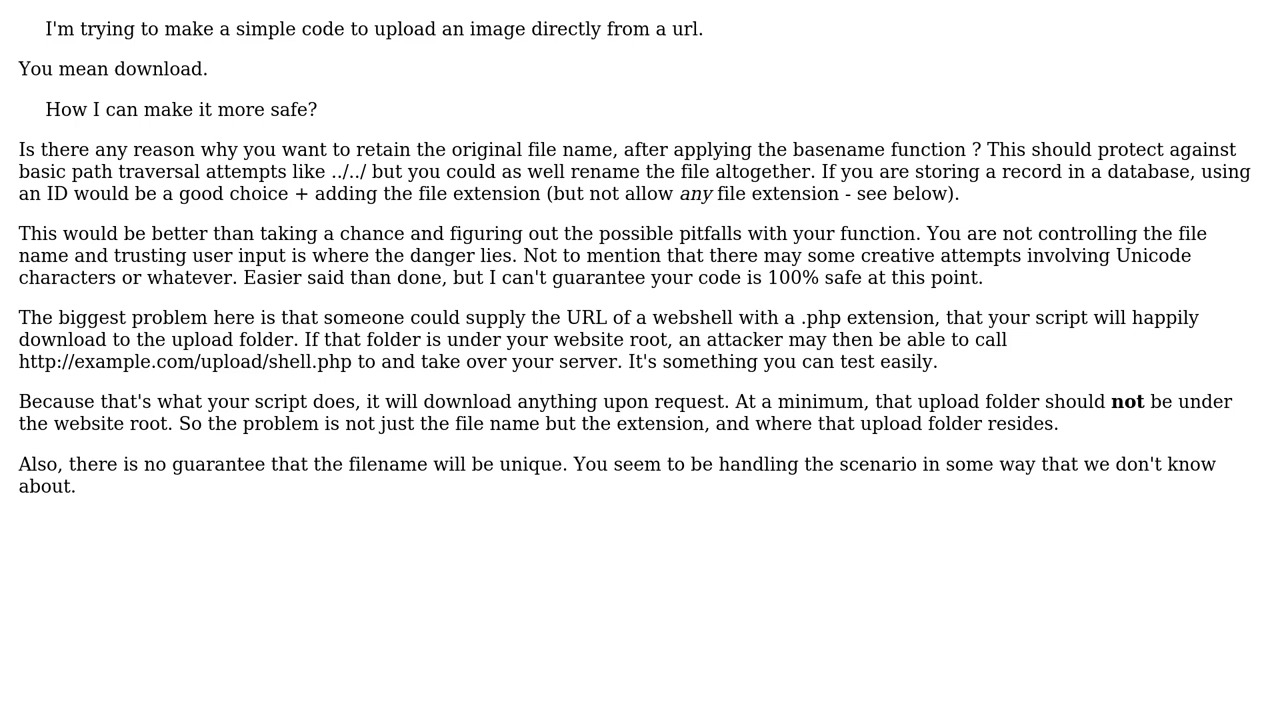 I'm trying to make a simple code to upload an image directly from a url.
You mean download.
How I can make it more safe?
Is there any reason why you want to retain the original file name, after applying the basename function ? This should protect against
basic path traversal attempts like ../../ but you could as well rename the file altogether. If you are storing a record in a database, using
an ID would be a good choice + adding the file extension (but not allow any file extension - see below).
This would be better than taking a chance and figuring out the possible pitfalls with your function. You are not controlling the file
name and trusting user input is where the danger lies. Not to mention that there may some creative attempts involving Unicode
characters or whatever. Easier said than done, but I can't guarantee your code is 100% safe at this point.
The biggest problem here is that someone could supply the URL of a webshell with a .php extension, that your script will happily
download to the upload folder. If that folder is under your website root, an attacker may then be able to call
http://example.com/upload/shell.php to and take over your server. It's something you can test easily.
Because that's what your script does, it will download anything upon request. At a minimum, that upload folder should not be under
the website root. So the problem is not just the file name but the extension, and where that upload folder resides.
Also, there is no guarantee that the filename will be unique. You seem to be handling the scenario in some way that we don't know
about.